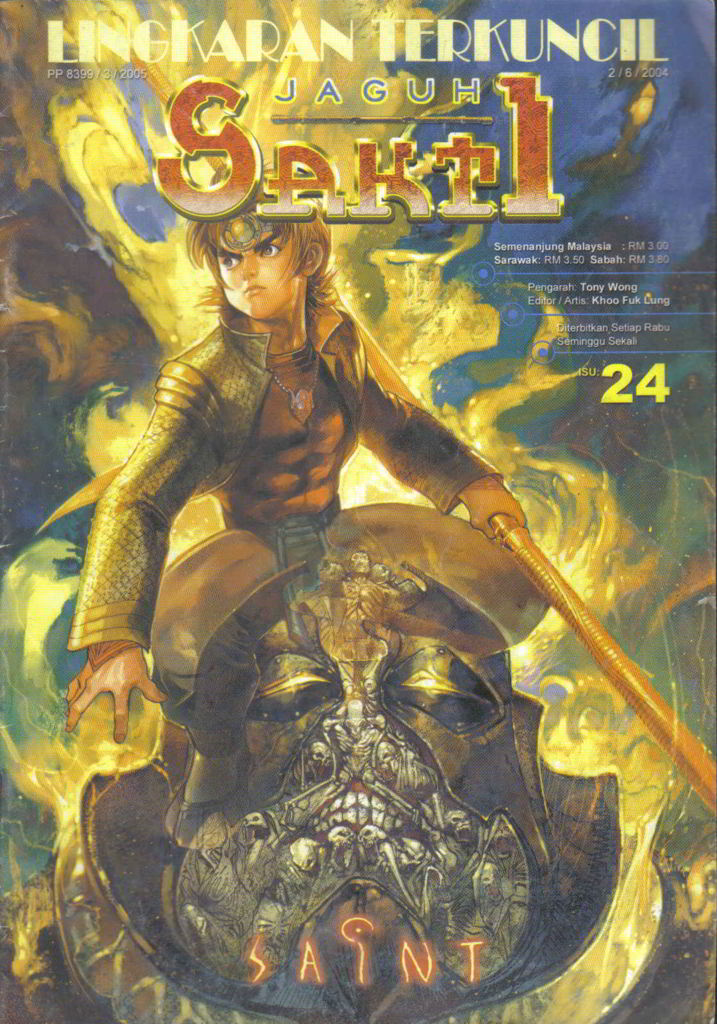 LINGKARAN TERKUNCIL
PP 8399 / 3 / 2005
2 / 6 / 2004
JAGUH
SAKTI
Semenanjung Malaysia : RM 3.00
Sarawak: RM 3.50 Sabah: RM 3.80
Pengarah: Tony Wong
Editor / Artis: Khoo Fuk Lung
Diterbitkan Setiap Rabu
Seminggu Sekali
ISU: 24
SAINT